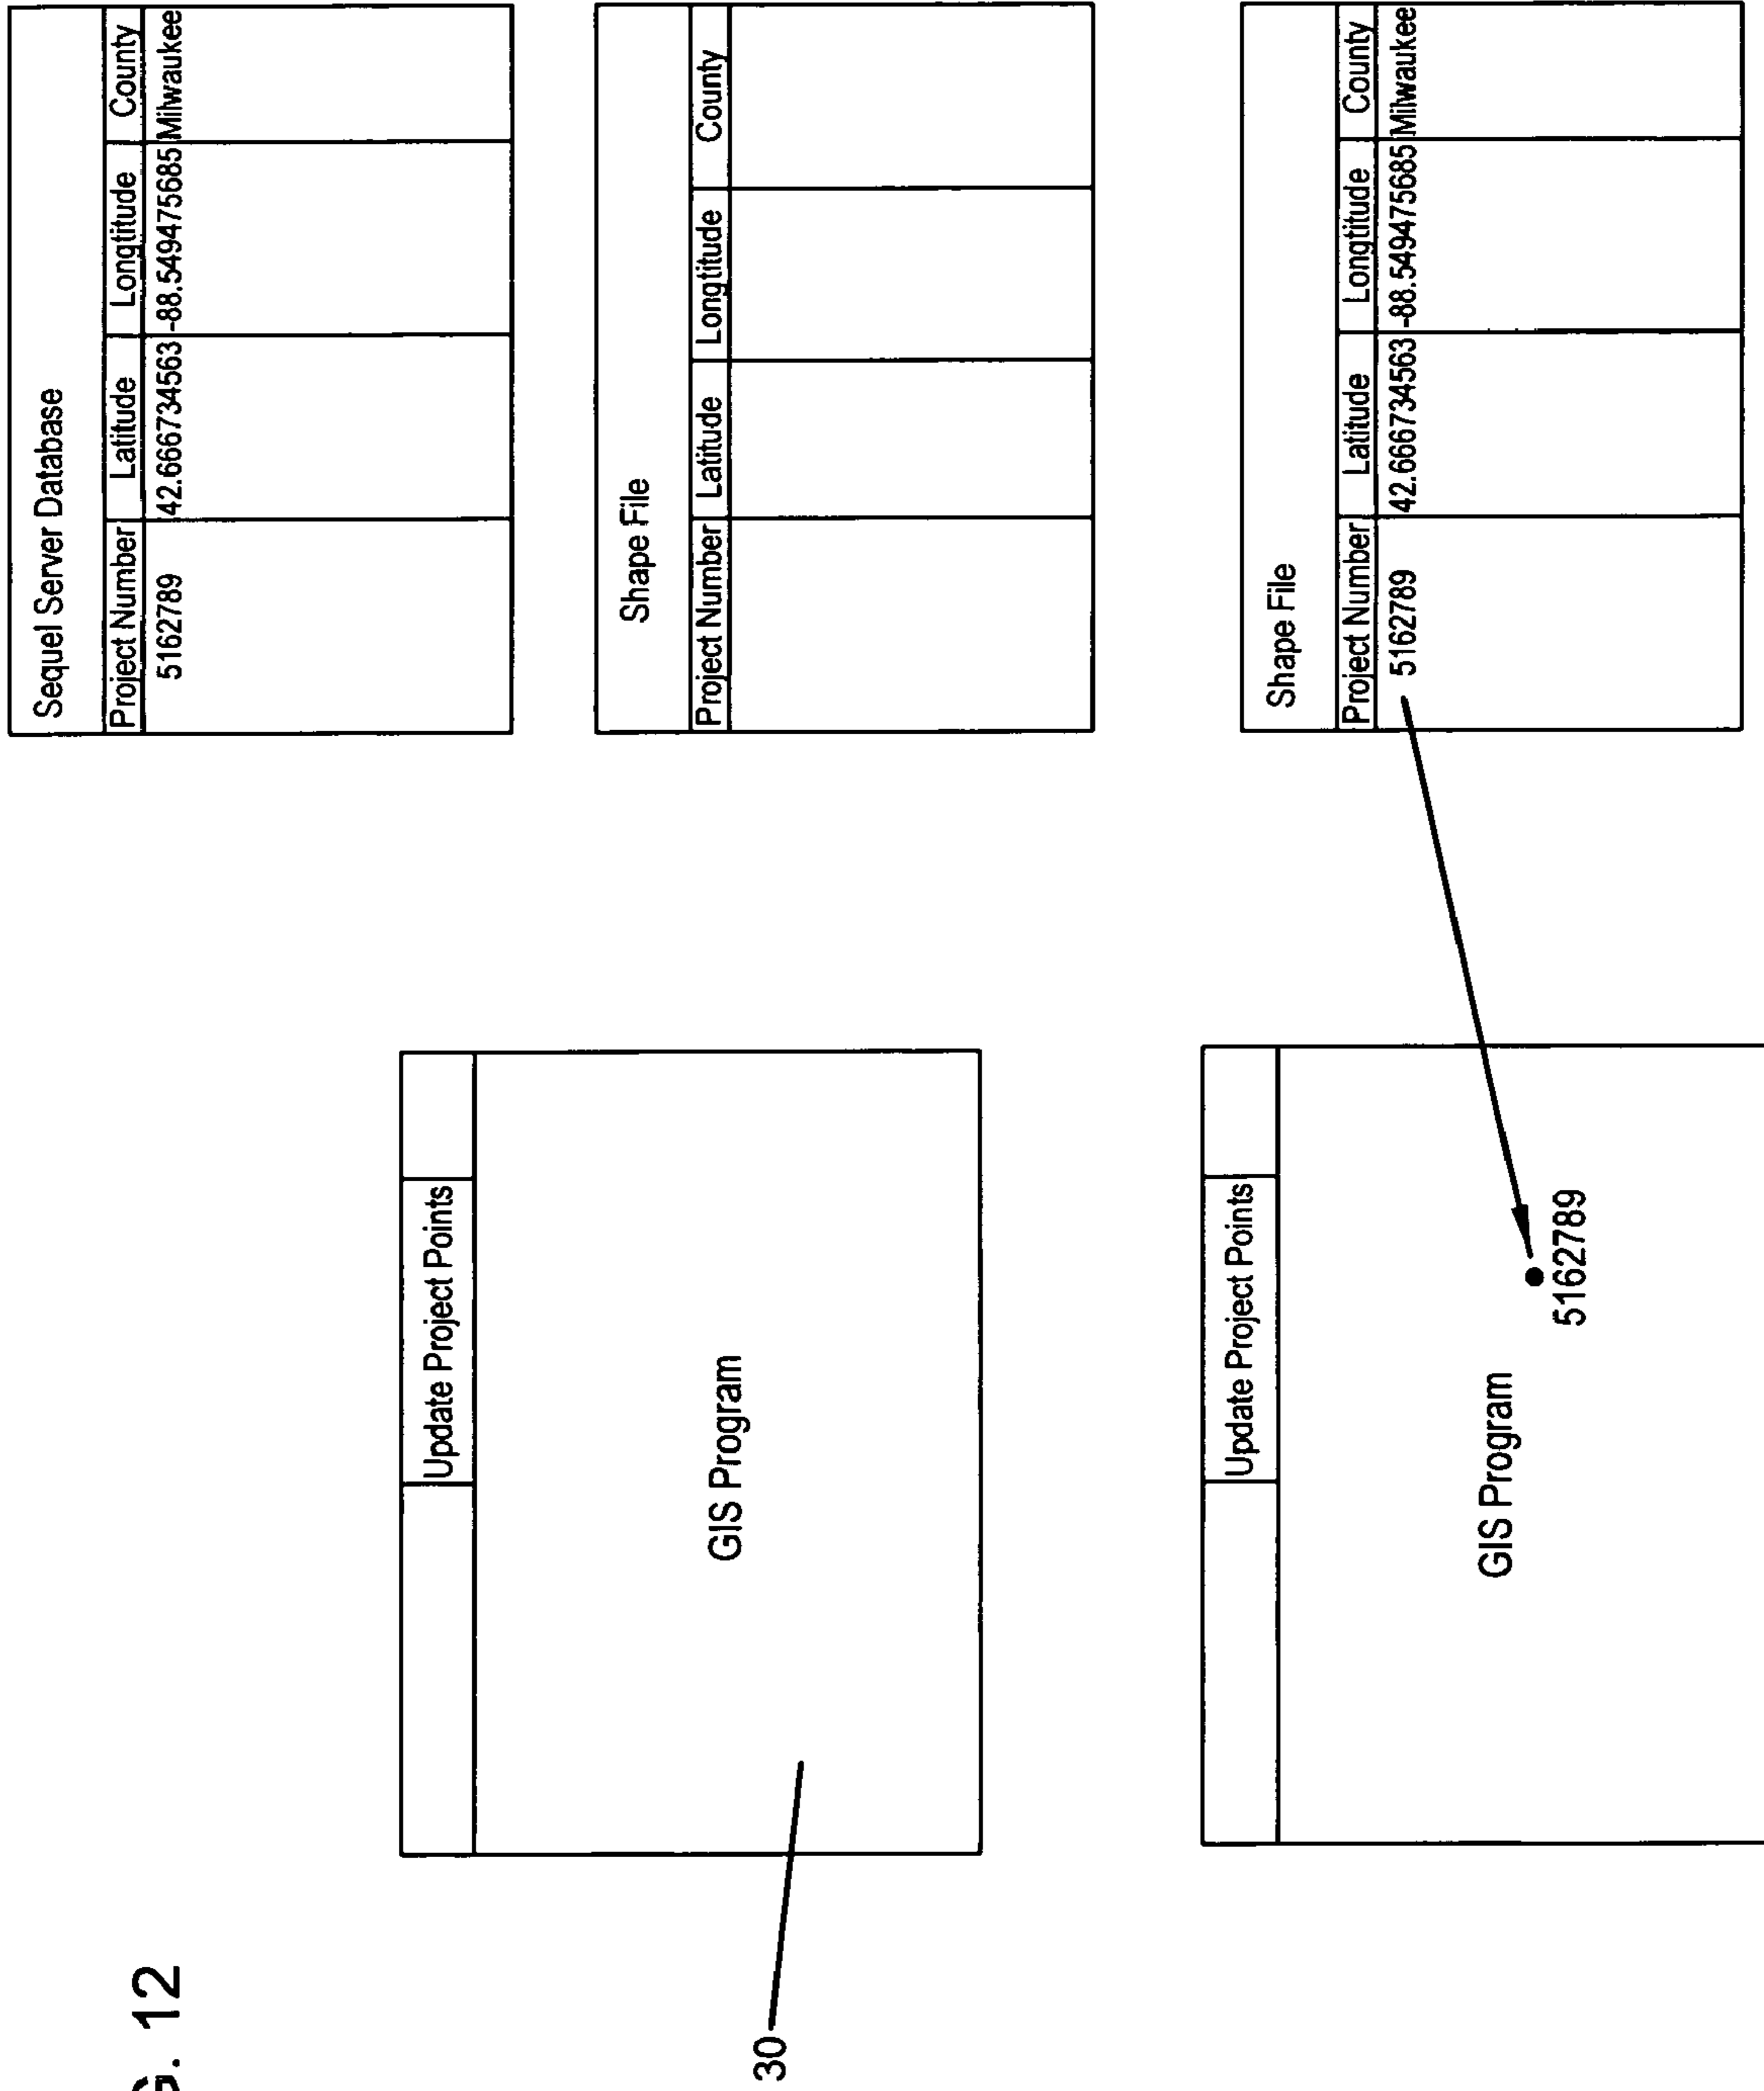 G. 12
Sequel Server Database
Project Number Latitude Longtitude County
5162789 42.666734563 -88.549475685 Milwaukee
Update Project Points
GIS Program
30
Shape File
Project Number Latitude Longtitude County
Update Project Points
GIS Program
5162789
Shape File
Project Number Latitude Longtitude County
5162789 42.666734563 -88.549475685 Milwaukee